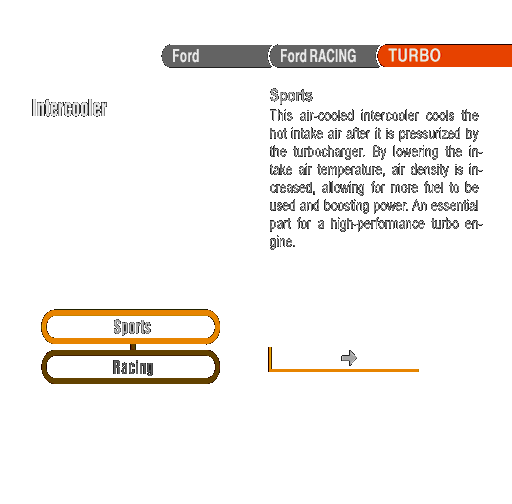 Ford
Ford RACING
TURBO
Intercooler
Sports
This air-cooled intercooler cools the
hot intake air after it is pressurized by
the turbocharger. By lowering the in-
take air temperature, air density is in-
creased, allowing for more fuel to be
used and boosting power. An essential
part for a high-performance turbo en-
gine.
Sports
Racing